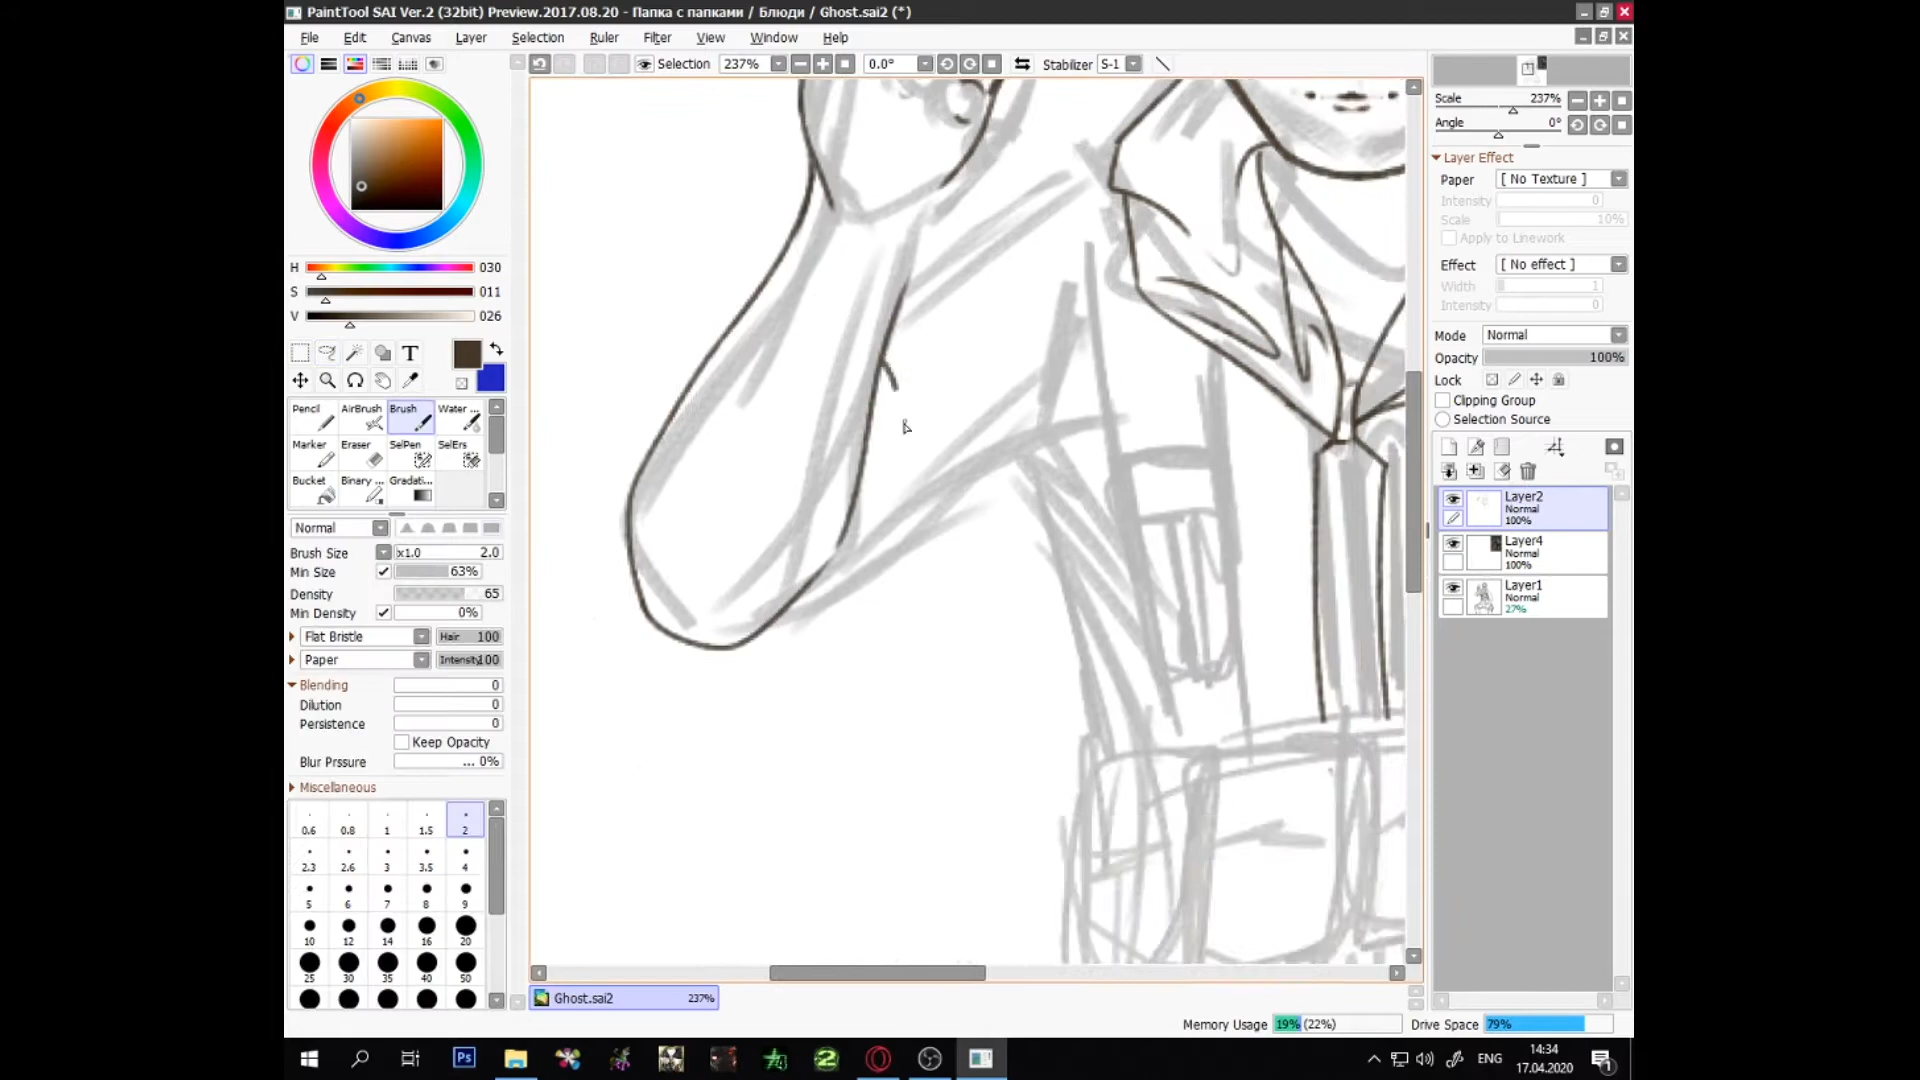 PaintTool SAI Ver.2 (32bit) Preview.2017.08.20 - Папка с папками / Блюди / Ghost.sai2 (*)
File Edit Canvas Layer Selection Ruler Filter View Window Help
Selection 237% 0.0° Stabilizer S-1
H 030
S 011
V 026
T
Pencil AirBrush Brush Water ...
Marker Eraser SelPen SelErs
Bucket Binary ... Gradati...
Normal
Brush Size x1.0 2.0
Min Size 63%
Density 65
Min Density 0%
Flat Bristle Hair 100
Paper Intensity 100
Blending 0
Dilution 0
Persistence 0
Keep Opacity
Blur Prssure ... 0%
Miscellaneous
0.6 0.8 1 1.5 2
2.3 2.6 3 3.5 4
5 6 7 8 9
10 12 14 16 20
25 30 35 40 50
Scale 237%
Angle 0°
Layer Effect
Paper [ No Texture ]
Intensity 0
Scale 10%
Apply to Linework
Effect [ No effect ]
Width 1
Intensity 0
Mode Normal
Opacity 100%
Lock
Clipping Group
Selection Source
Layer2
Normal
100%
Layer4
Normal
100%
Layer1
Normal
27%
Ghost.sai2 237%
Memory Usage 19% (22%) Drive Space 79%
Ps 2 ENG 14:34
17.04.2020 1